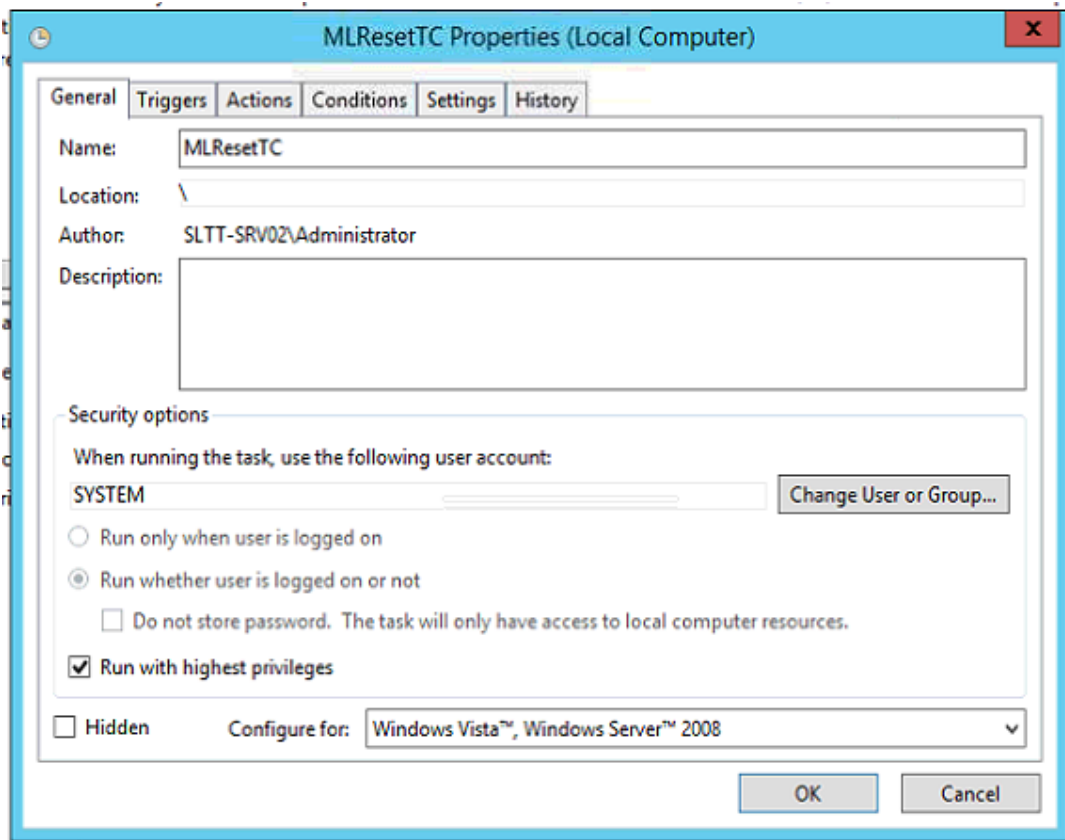 MLResetTC Properties (Local Computer)
x
General Triggers Actions Conditions Settings History
Name: MLResetTC
Location: \
Author: SLTT-SRV02\Administrator
Description:
Security options
When running the task, use the following user account:
SYSTEM Change User or Group...
Run only when user is logged on
Run whether user is logged on or not
Do not store password. The task will only have access to local computer resources.
Run with highest privileges
Hidden Configure for: Windows Vista™, Windows Server™ 2008
OK Cancel